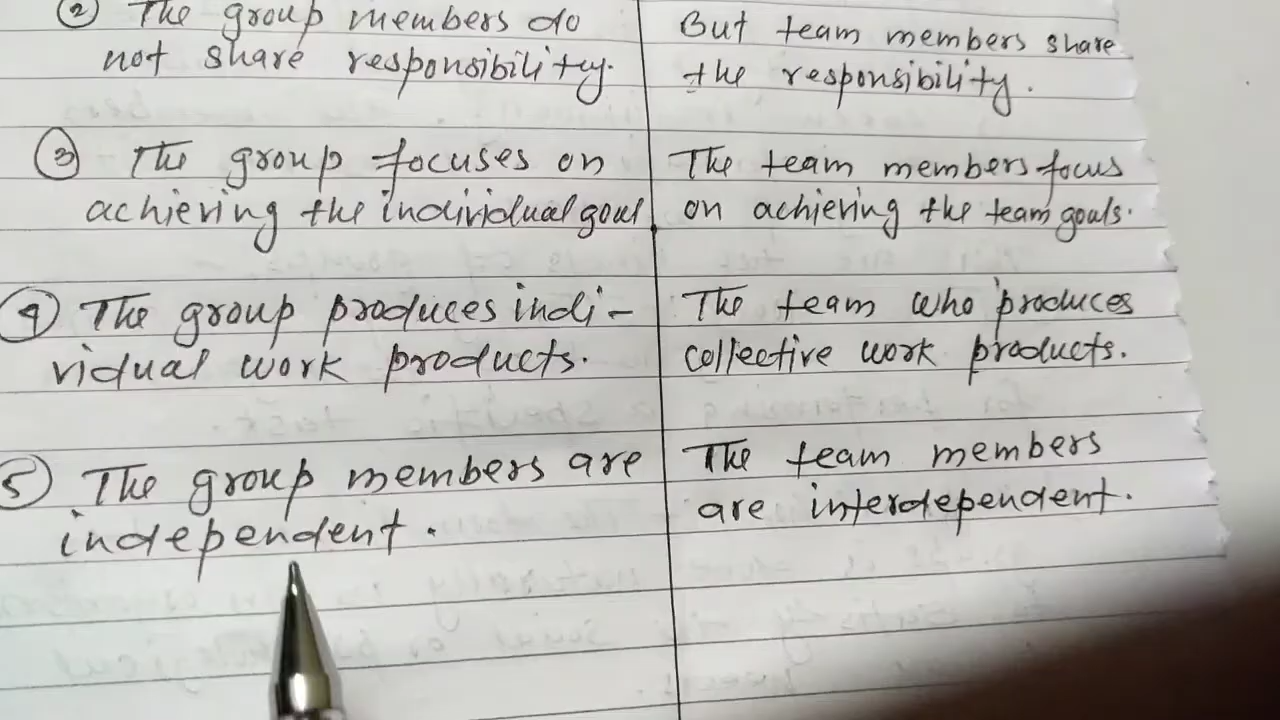 ② The group members do
not share responsibility.
But team members share
the responsibility.
③ The group focuses on
achieving the individual goal
The team members focus
on achieving the team goals.
④ The group produces indi-
vidual work products.
The team who produces
collective work products.
⑤ The group members are
independent.
The team members
are interdependent.